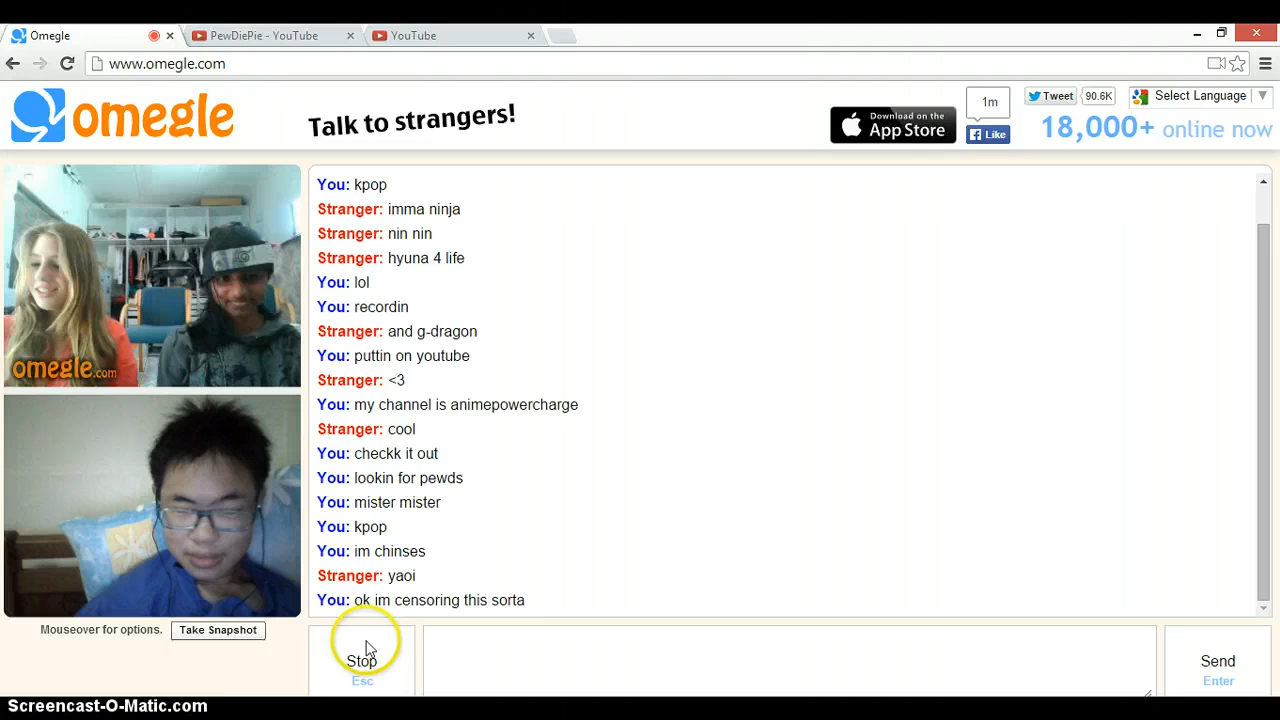 Omegle
PewDiePie - YouTube
YouTube
www.omegle.com
omegle
Talk to strangers!
Download on the
App Store
1m
Like
Tweet
90.6K
Select Language
18,000+ online now
You: kpop
Stranger: imma ninja
Stranger: nin nin
Stranger: hyuna 4 life
You: lol
You: recordin
Stranger: and g-dragon
You: puttin on youtube
Stranger: <3
You: my channel is animepowercharge
Stranger: cool
You: checkk it out
You: lookin for pewds
You: mister mister
You: kpop
You: im chinses
Stranger: yaoi
You: ok im censoring this sorta
omegle.com
Mouseover for options.
Take Snapshot
Stop
Esc
Send
Enter
Screencast-O-Matic.com